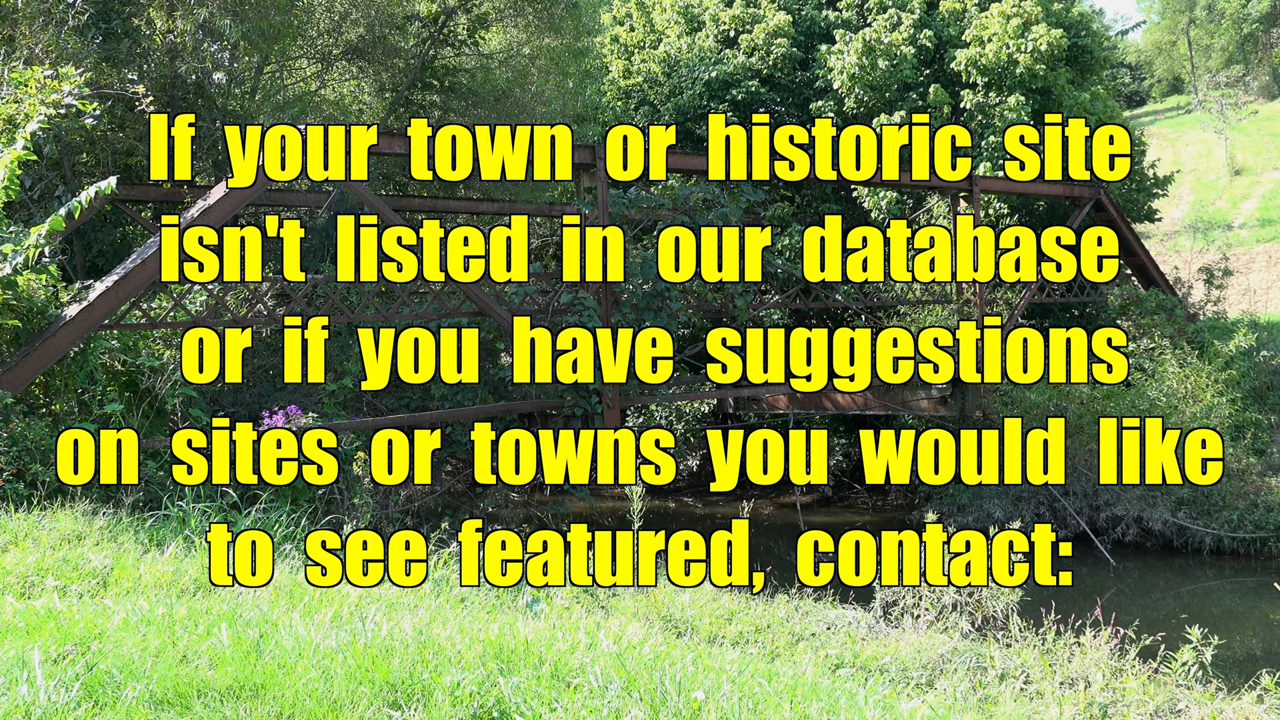 If your town or historic site
isn't listed in our database
or if you have suggestions
on sites or towns you would like
to see featured, contact: